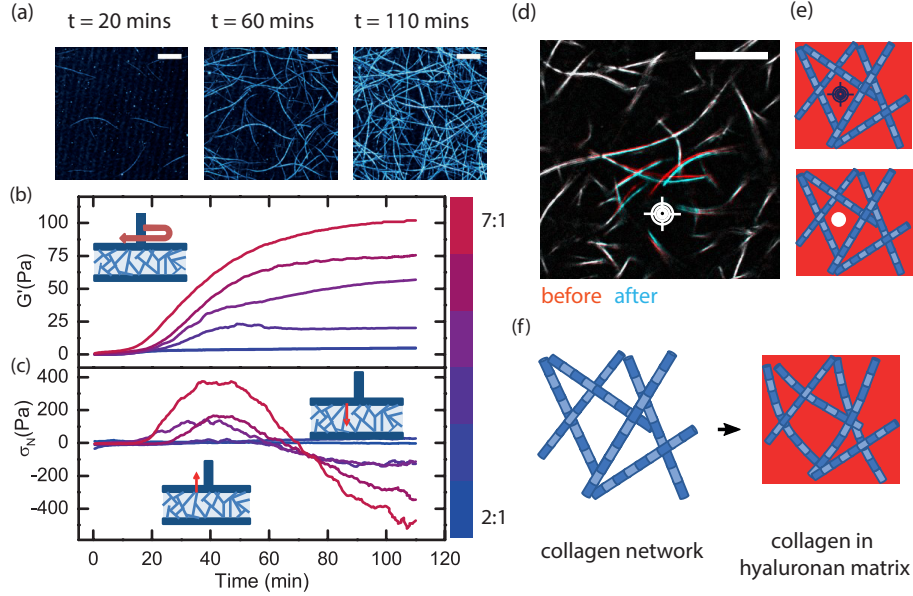 (a)
t = 20 mins
t = 60 mins
t = 110 mins
(b)
G'(Pa)
100
75
50
25
0
7:1
(c)
σN(Pa)
400
200
0
-200
-400
2:1
0
20
40
60
80
100
120
Time (min)
(d)
before after
(e)
(f)
collagen network
collagen in
hyaluronan matrix